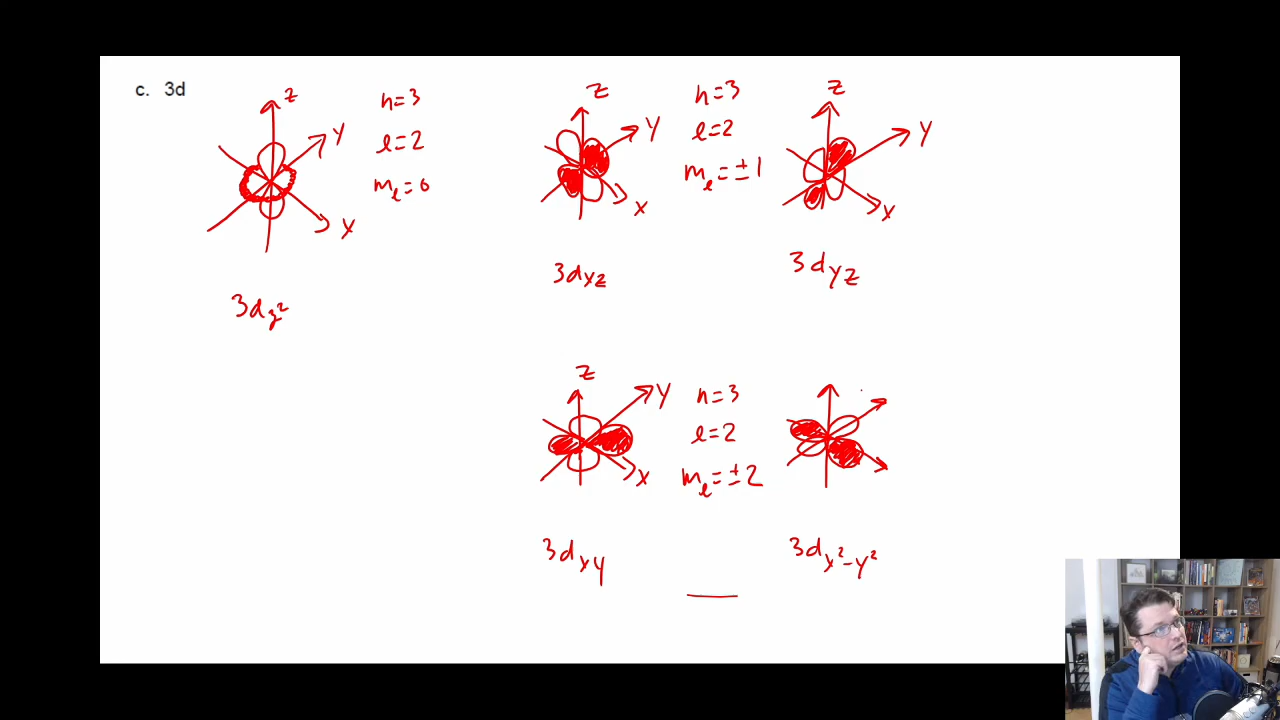 c. 3d
z
y
x
n=3
l=2
mₗ=0
3d_z²
z
y
x
3d_xz
n=3
l=2
mₗ=±1
z
y
x
3d_yz
z
y
x
3d_xy
n=3
l=2
mₗ=±2
3d_x²-y²